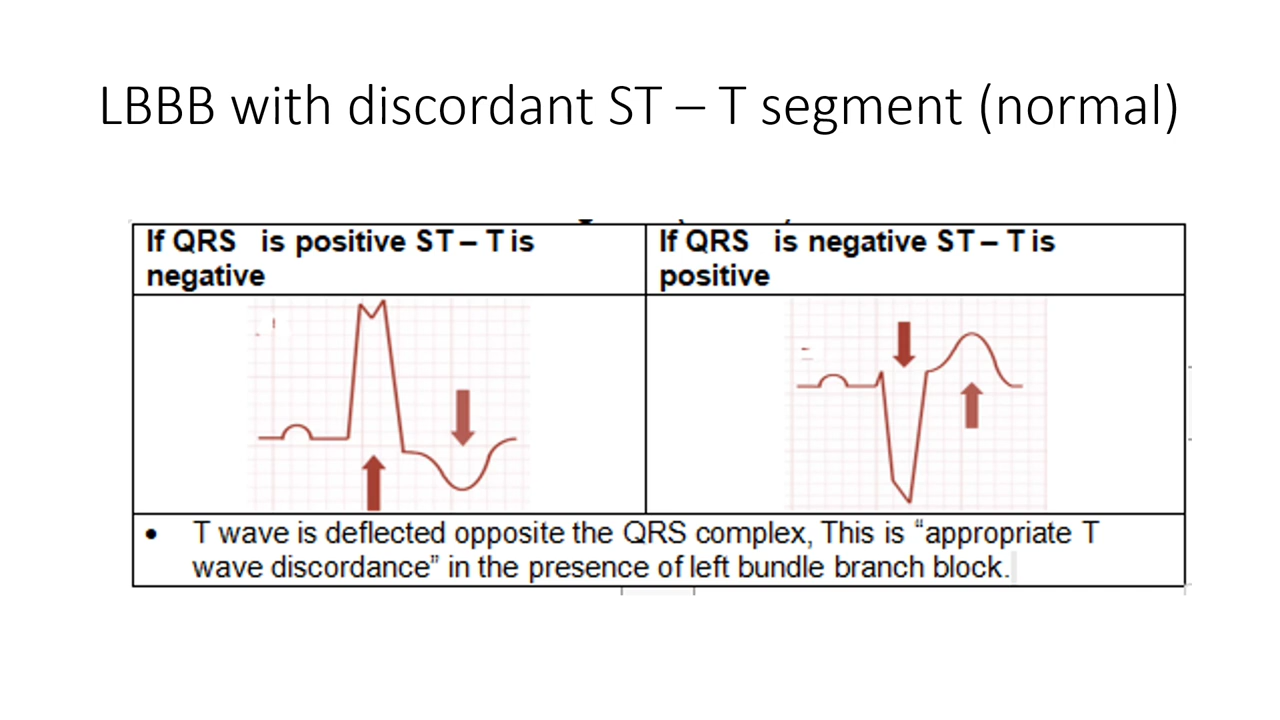 LBBB with discordant ST – T segment (normal)
If QRS is positive ST – T is
negative
If QRS is negative ST – T is
positive
• T wave is deflected opposite the QRS complex, This is “appropriate T
wave discordance” in the presence of left bundle branch block.